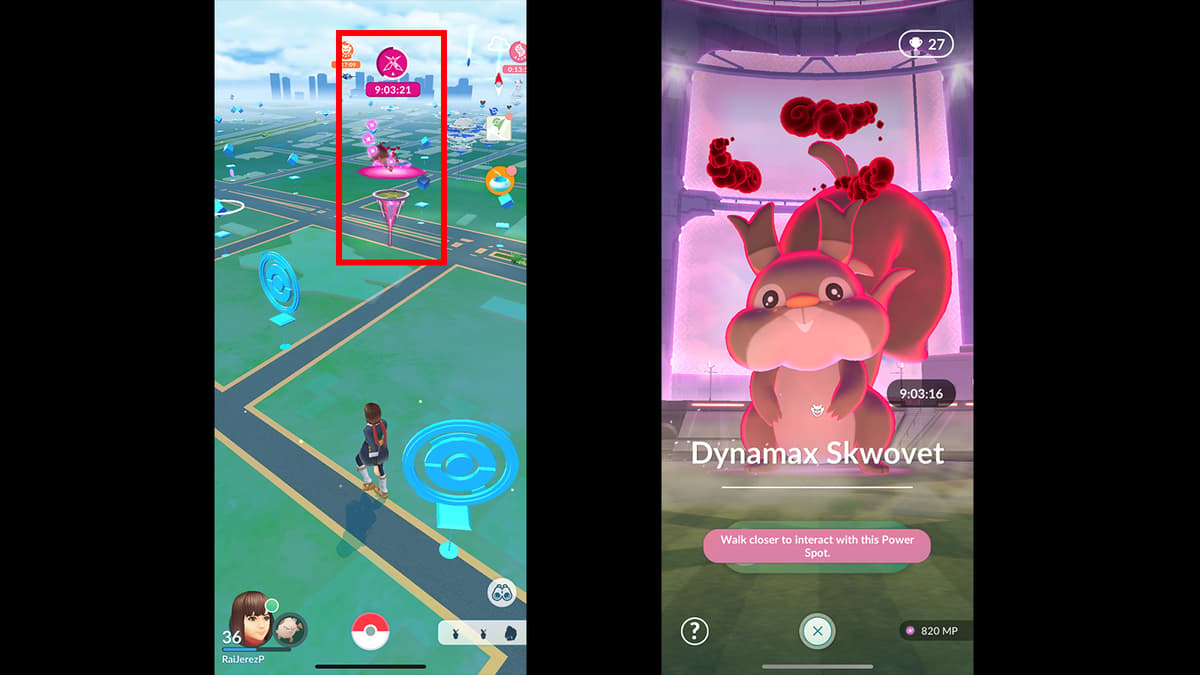 9:03:21
36
RaiJerezP
27
9:03:16
Dynamax Skwovet
Walk closer to interact with this Power
Spot.
?
820 MP